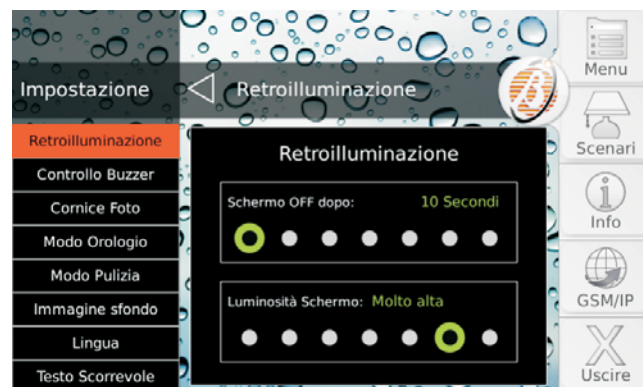 Impostazione
Retroilluminazione
Retroilluminazione
Controllo Buzzer
Cornice Foto
Modo Orologio
Modo Pulizia
Immagine sfondo
Lingua
Testo Scorrevole
Retroilluminazione
Schermo OFF dopo: 10 Secondi
Luminosità Schermo: Molto alta
Menu
Scenari
Info
GSM/IP
Uscire